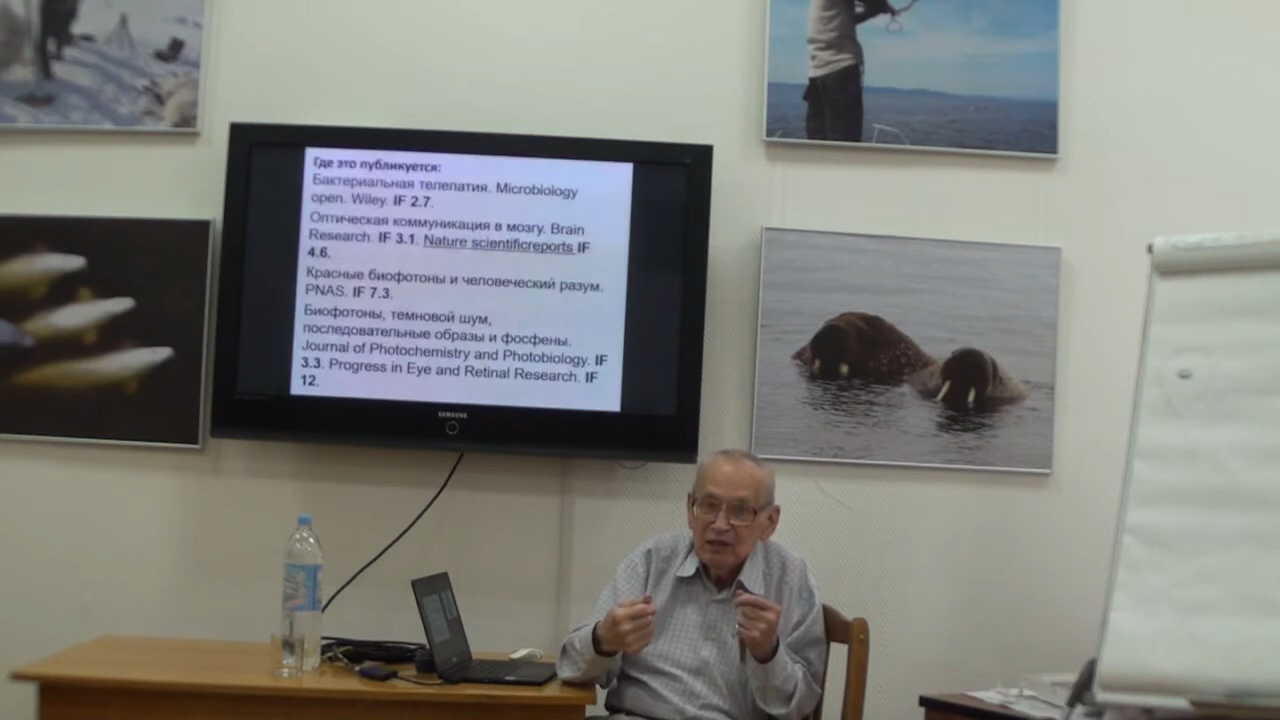 Где это публикуется:
Бактериальная телепатия. Microbiology
open. Wiley. IF 2.7.
Оптическая коммуникация в мозгу. Brain
Research. IF 3.1. Nature scientificreports IF
4.6.
Красные биофотоны и человеческий разум.
PNAS. IF 7.3.
Биофотоны, темновой шум,
последовательные образы и фосфены.
Journal of Photochemistry and Photobiology. IF
3.3. Progress in Eye and Retinal Research. IF
12.
SAMSUNG